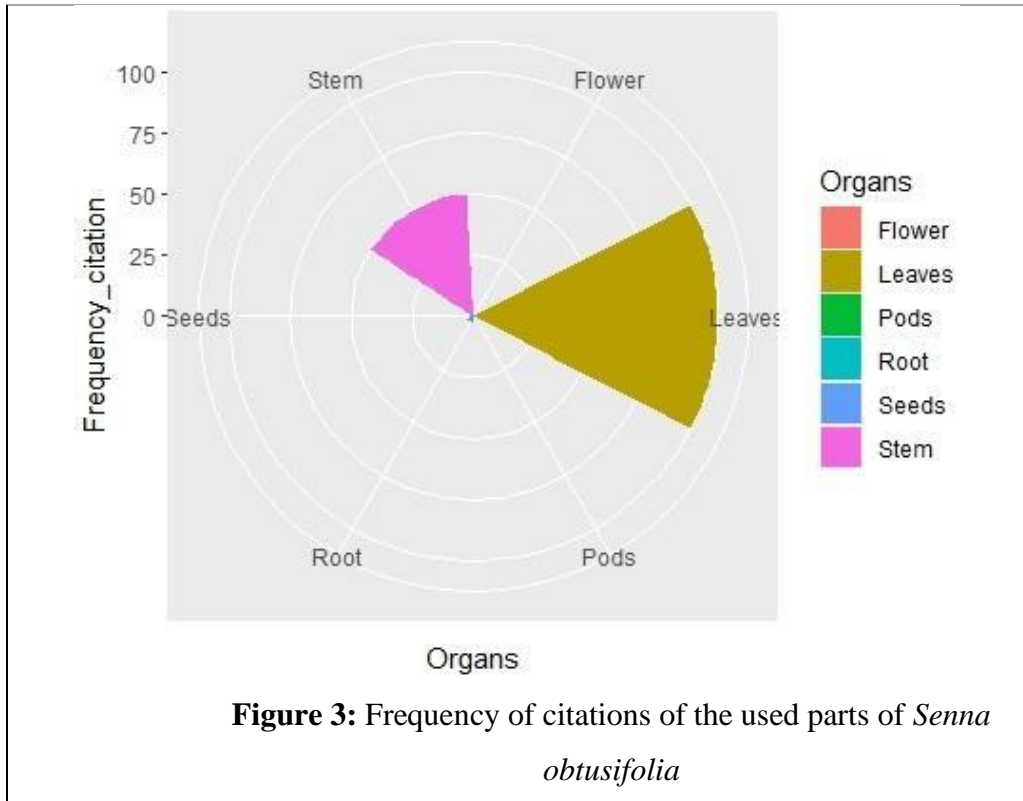 100
75
50
25
0
Frequency_citation
Stem
Flower
Seeds
Leaves
Root
Pods
Organs
Organs
Flower
Leaves
Pods
Root
Seeds
Stem
Figure 3: Frequency of citations of the used parts of Senna
obtusifolia